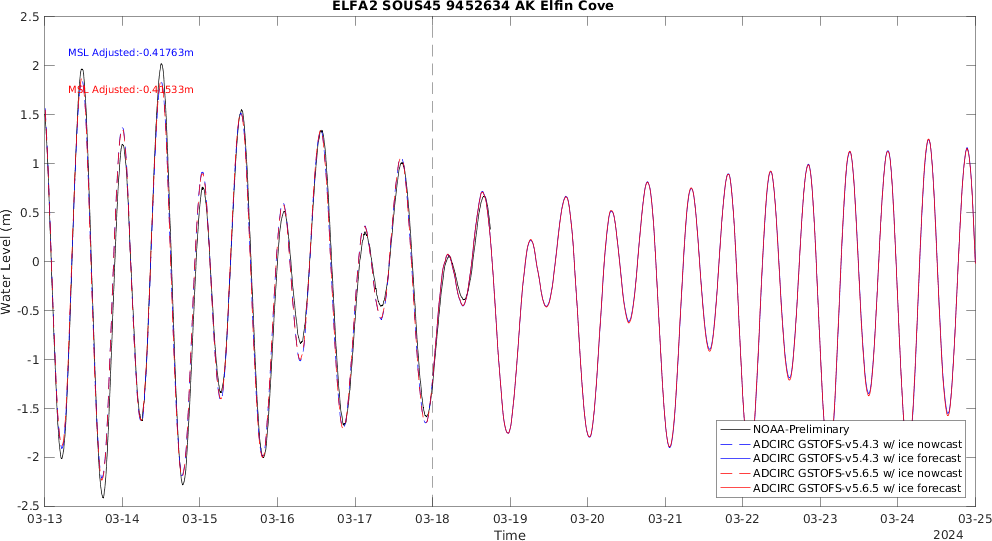 ELFA2 SOUS45 9452634 AK Elfin Cove
MSL Adjusted:-0.41763m
MSL Adjusted:-0.40533m
Water Level (m)
2.5
2
1.5
1
0.5
0
-0.5
-1
-1.5
-2
-2.5
NOAA-Preliminary
ADCIRC GSTOFS-v5.4.3 w/ ice nowcast
ADCIRC GSTOFS-v5.4.3 w/ ice forecast
ADCIRC GSTOFS-v5.6.5 w/ ice nowcast
ADCIRC GSTOFS-v5.6.5 w/ ice forecast
03-13 03-14 03-15 03-16 03-17 03-18 03-19 03-20 03-21 03-22 03-23 03-24 03-25
Time
2024